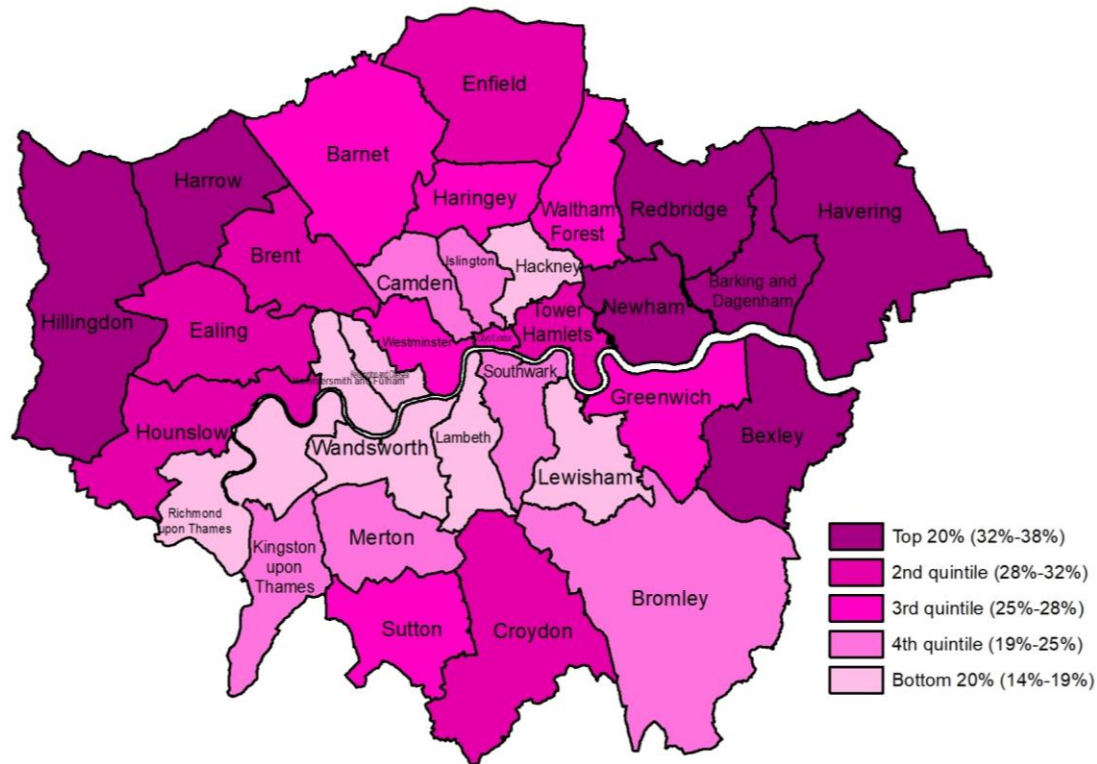 Enfield
Barnet
Harrow
Haringey
Waltham
Forest
Redbridge
Havering
Brent
Camden
Islington
Hackney
Hillingdon
Ealing
Newham
Barking and
Dagenham
Tower
Hamlets
Westminster
Southwark
Greenwich
Hounslow
Wandsworth
Lambeth
Lewisham
Bexley
Richmond
upon Thames
Kingston
upon
Thames
Merton
Bromley
Sutton
Croydon
Top 20% (32%-38%)
2nd quintile (28%-32%)
3rd quintile (25%-28%)
4th quintile (19%-25%)
Bottom 20% (14%-19%)